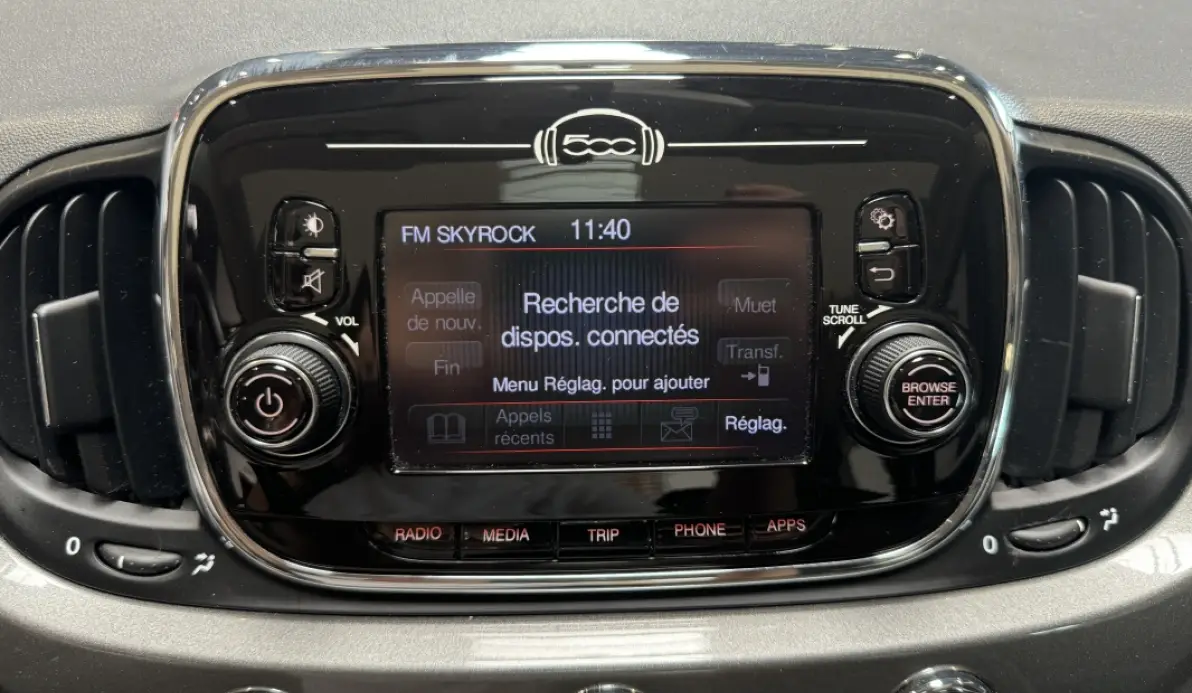 500
FM SKYROCK 11:40
Appelle
de nouv.
Recherche de
dispos. connectés
Muet
Fin
Transf.
Menu Réglag. pour ajouter
Appels
récents
Réglag.
VOL
TUNE
SCROLL
BROWSE
ENTER
RADIO MEDIA TRIP PHONE APPS
0
0